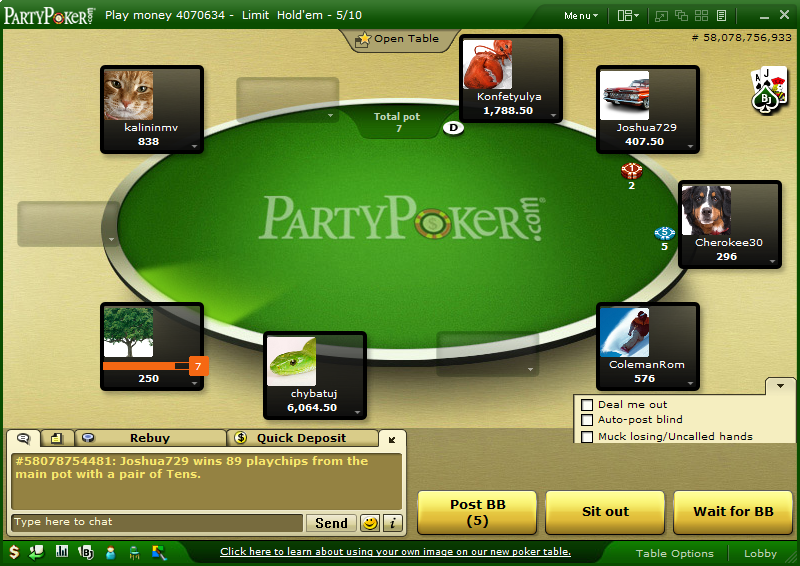 PARTYPOKER.com Play money 4070634 - Limit Hold'em - 5/10
Menu
Open Table
# 58,078,756,933
Konfetyulya
1,788.50
kalininmv
838
Total pot
7
D
Joshua729
407.50
A J
BJ
1
2
PARTYPOKER.com
Cherokee30
296
5
5
7
250
chybatuj
6,064.50
ColemanRom
576
Deal me out
Auto-post blind
Muck losing/Uncalled hands
Rebuy
$ Quick Deposit
#58078754481: Joshua729 wins 89 playchips from the
main pot with a pair of Tens.
Type here to chat
Send
i
Post BB
(5)
Sit out
Wait for BB
$
BJ
Click here to learn about using your own image on our new poker table.
Table Options
Lobby